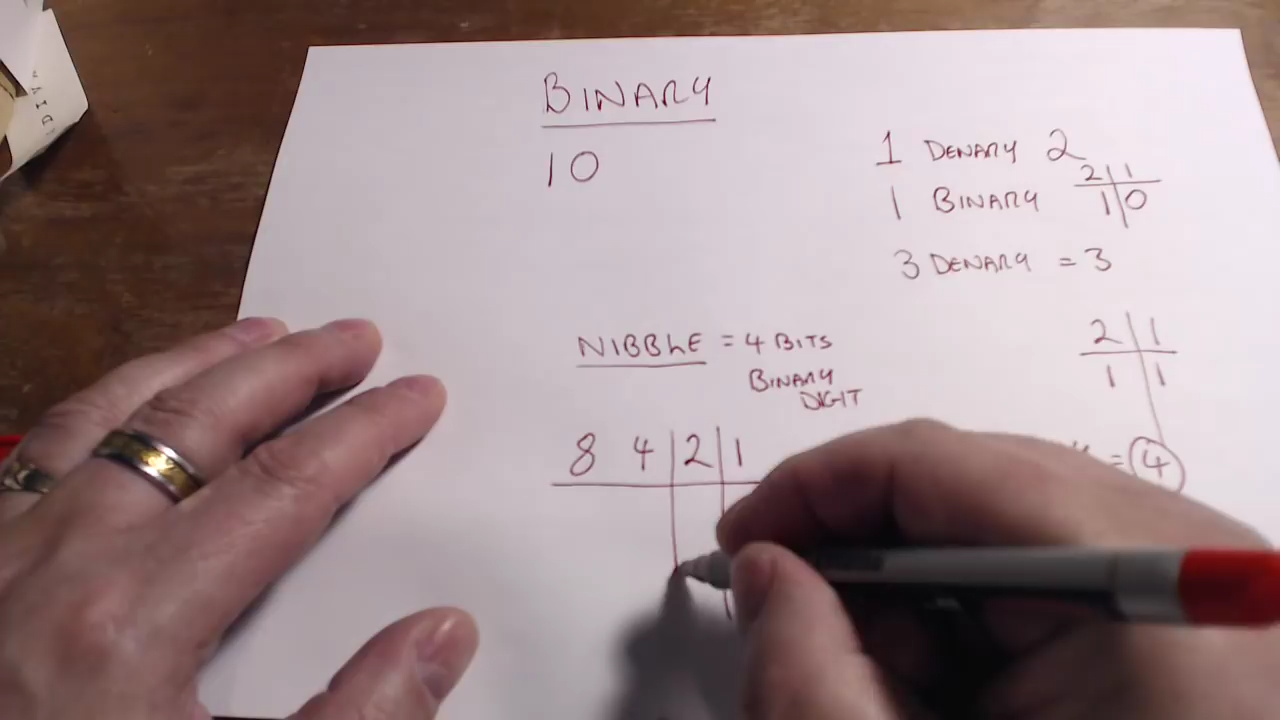 BINARY
10
1 DENARY 2
2 1
1 BINARY 1 0
3 DENARY = 3
2 1
1 1
NIBBLE = 4 BITS
BINARY
DIGIT
8 4 2 1
= 4